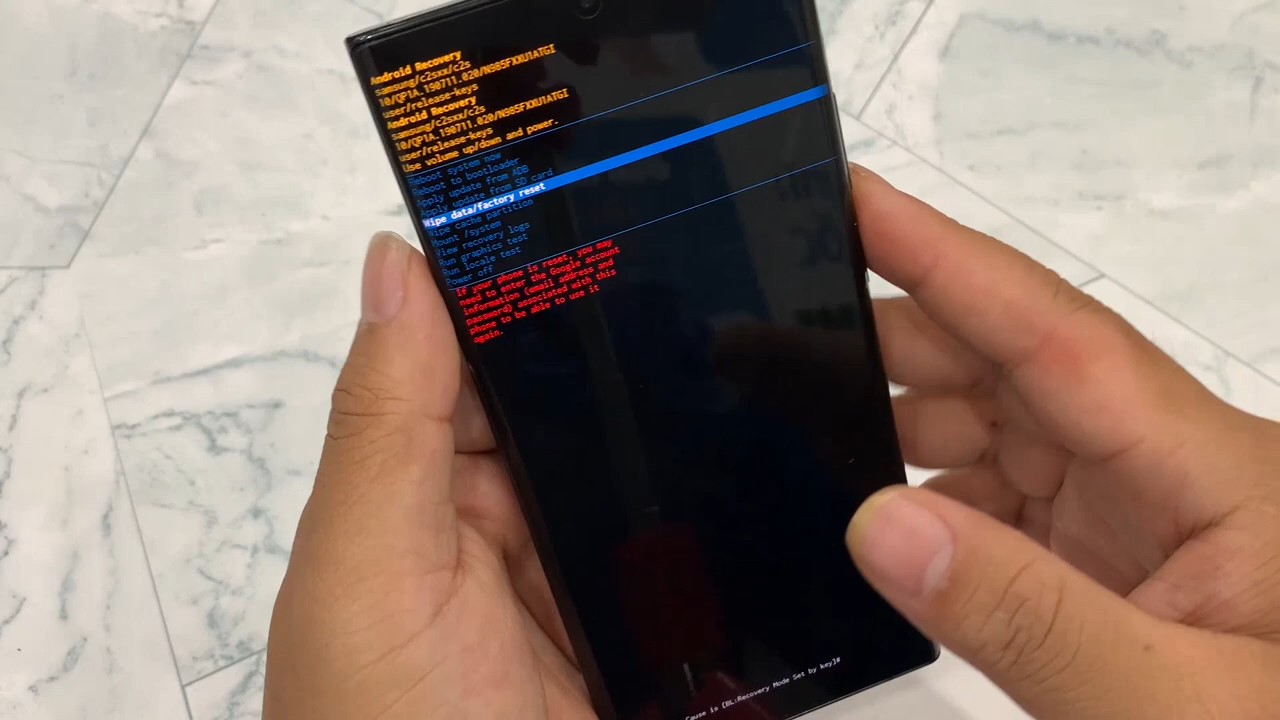 Android Recovery
samsung/c2sxx/c2s
10/QP1A.190711.020/N985FXXU1ATGI
user/release-keys
Android Recovery
samsung/c2sxx/c2s
10/QP1A.190711.020/N985FXXU1ATGI
user/release-keys
Use volume up/down and power.
Reboot system now
Reboot to bootloader
Apply update from ADB
Apply update from SD card
Wipe data/factory reset
Wipe cache partition
Mount /system
View recovery logs
Run graphics test
Run locale test
Power off
If your phone is reset, you may
need to enter the Google account
information (email address and
password) associated with this
phone to be able to use it
again.
Cause is [BL:Recovery Mode Set by key]#